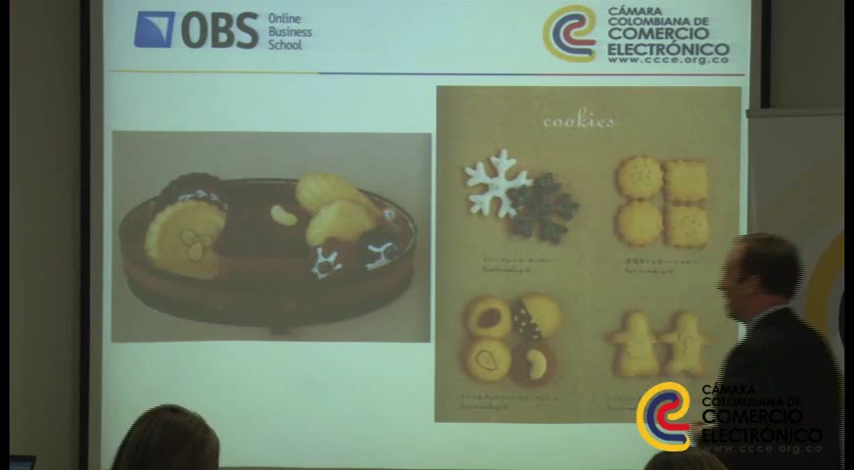 OBS
Online
Business
School
CÁMARA
COLOMBIANA DE
COMERCIO
ELECTRÓNICO
www.ccce.org.co
cookies
CÁMARA
COLOMBIANA DE
COMERCIO
ELECTRÓNICO
www.ccce.org.co